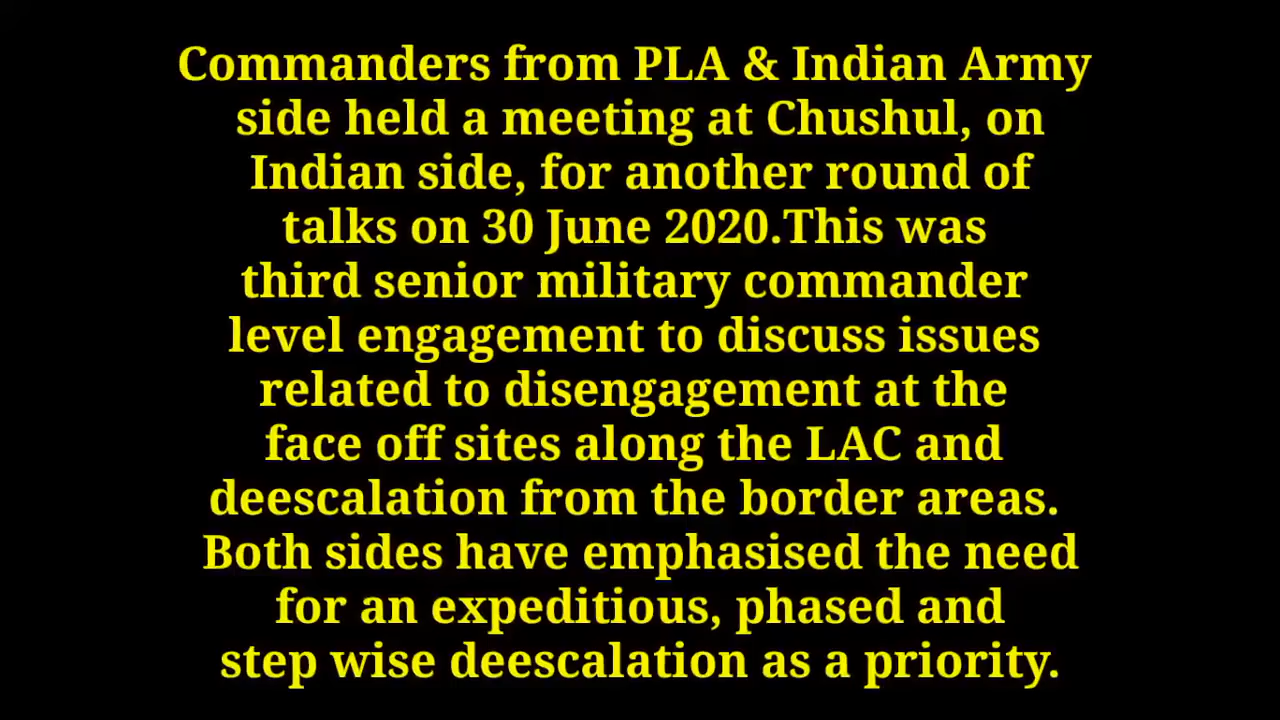 Commanders from PLA & Indian Army
side held a meeting at Chushul, on
Indian side, for another round of
talks on 30 June 2020.This was
third senior military commander
level engagement to discuss issues
related to disengagement at the
face off sites along the LAC and
deescalation from the border areas.
Both sides have emphasised the need
for an expeditious, phased and
step wise deescalation as a priority.